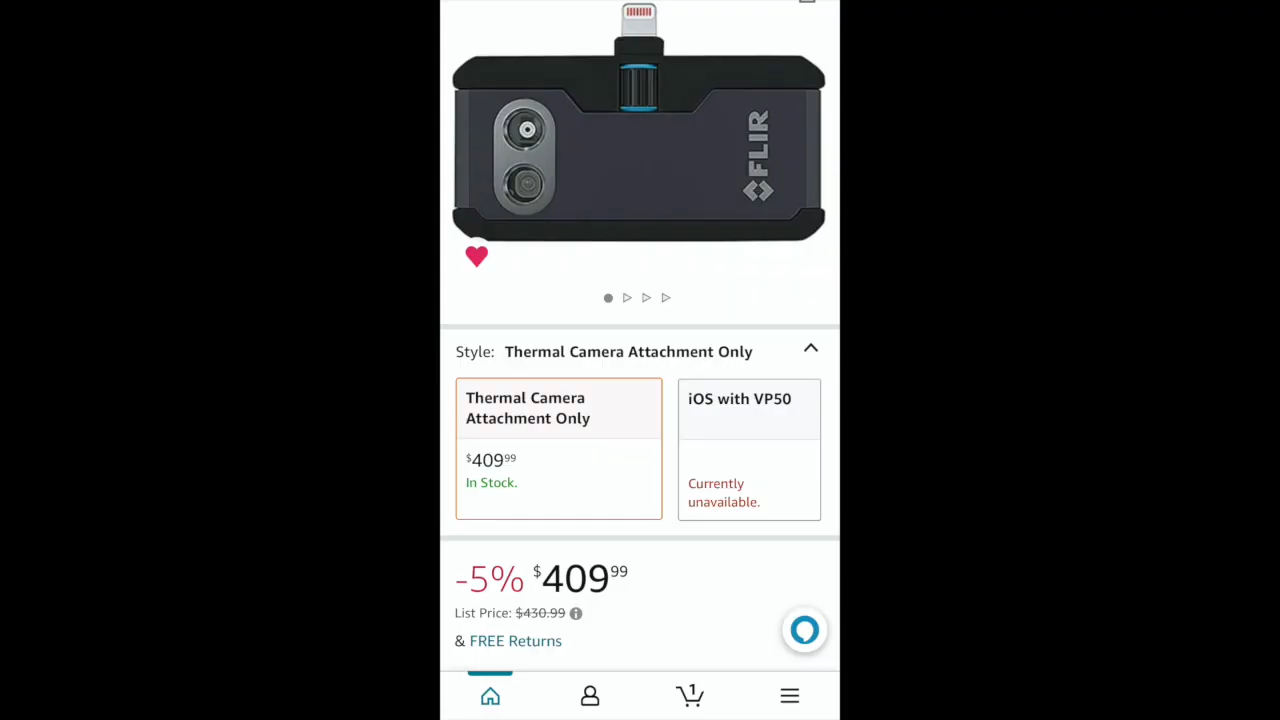 FLIR
Style: Thermal Camera Attachment Only
Thermal Camera
Attachment Only
$409 99
In Stock.
iOS with VP50
Currently
unavailable.
-5% $409 99
List Price: $430.99
& FREE Returns
1